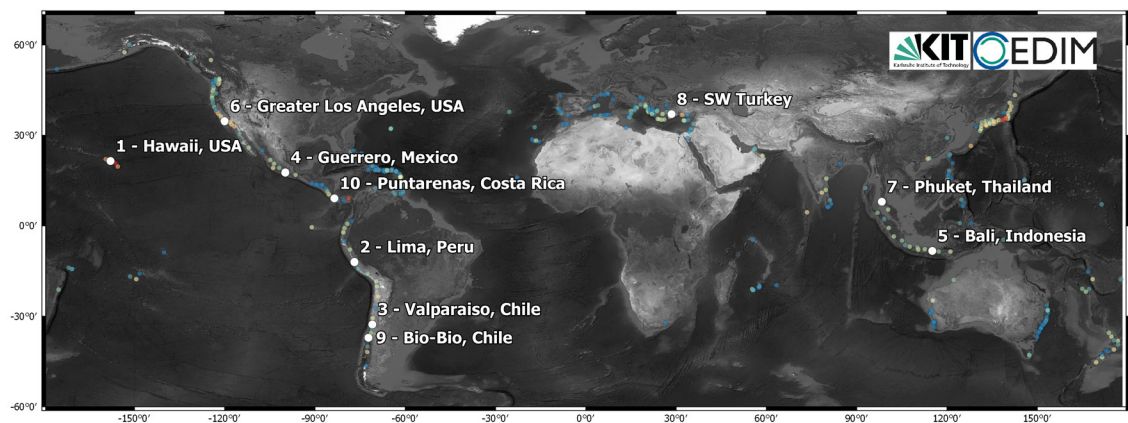 60°0'
KIT
Karlsruhe Institute of Technology
CEDIM
8 - SW Turkey
6 - Greater Los Angeles, USA
30°0'
1 - Hawaii, USA
4 - Guerrero, Mexico
10 - Puntarenas, Costa Rica
7 - Phuket, Thailand
0°0'
5 - Bali, Indonesia
2 - Lima, Peru
3 - Valparaiso, Chile
-30°0'
9 - Bio-Bio, Chile
-60°0'
-150°0' -120°0' -90°0' -60°0' -30°0' 0°0' 30°0' 60°0' 90°0' 120°0' 150°0'